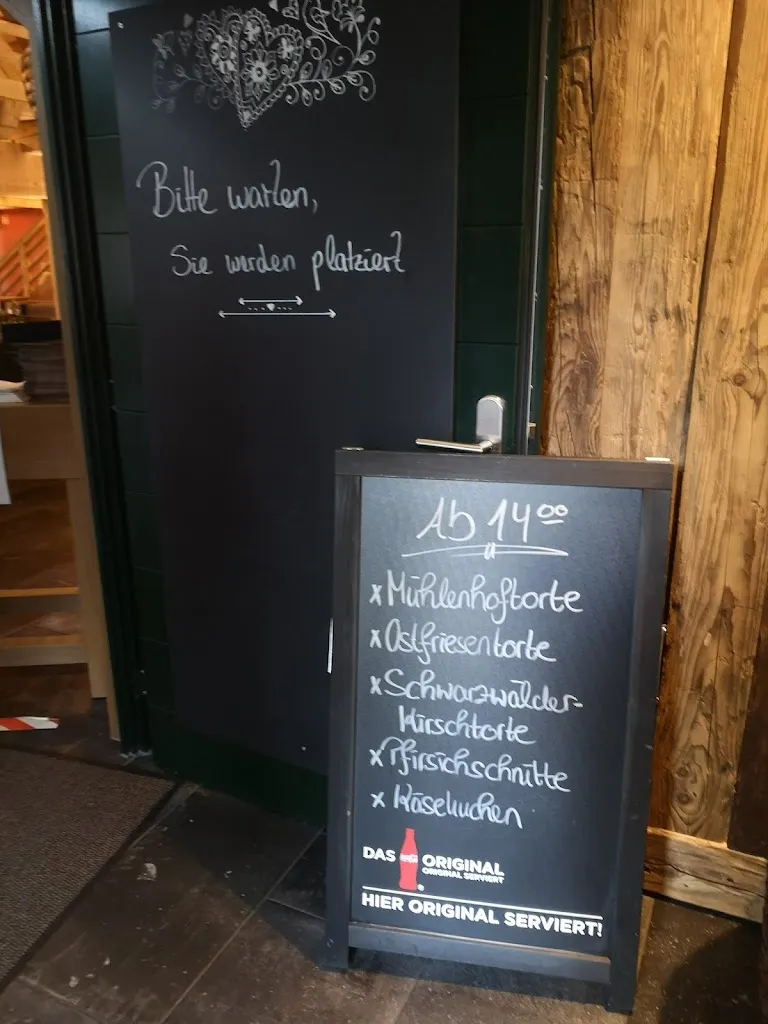 Bitte warten,
Sie werden platziert
Ab 14⁰⁰
x Mühlenhoftorte
x Ostfriesentorte
x Schwarzwälder-
Kirschtorte
x Pfirsichschnitte
x Käsekuchen
DAS ORIGINAL
ORIGINAL SERVIERT
HIER ORIGINAL SERVIERT!